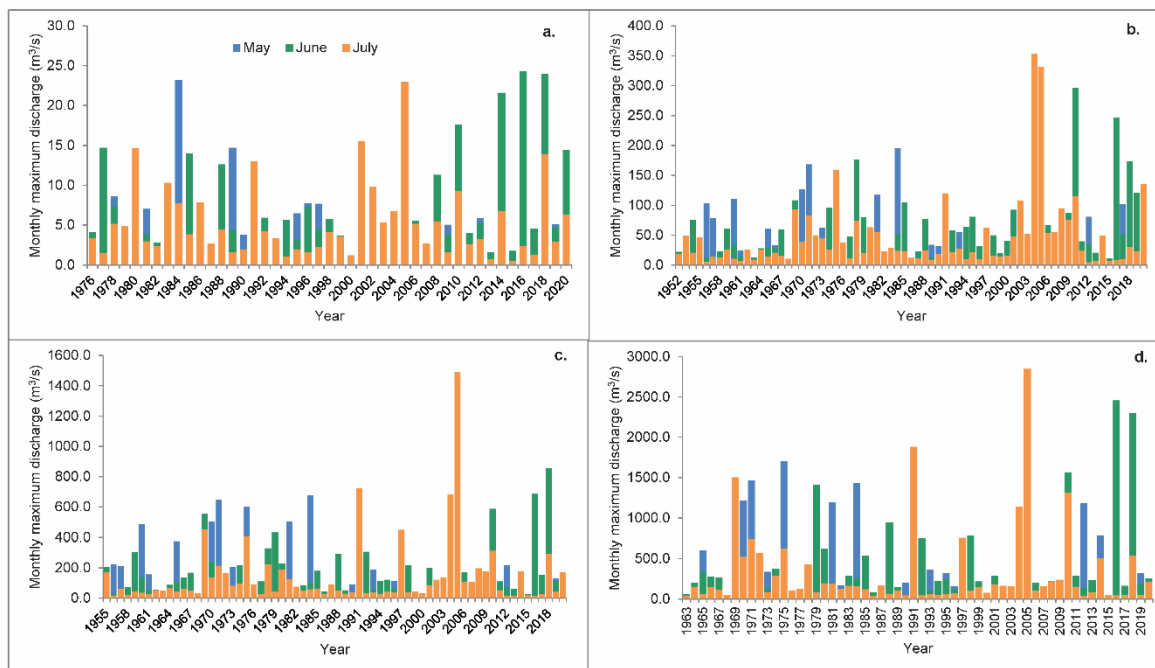 a.
Monthly maximum discharge (m³/s)
30.0
25.0
20.0
15.0
10.0
5.0
0.0
May June July
1976 1978 1980 1982 1984 1986 1988 1990 1992 1994 1996 1998 2000 2002 2004 2006 2008 2010 2012 2014 2016 2018 2020
Year
b.
Monthly maximum discharge (m³/s)
400.0
350.0
300.0
250.0
200.0
150.0
100.0
50.0
0.0
1952 1955 1958 1961 1964 1967 1970 1973 1976 1979 1982 1985 1988 1991 1994 1997 2000 2003 2006 2009 2012 2015 2018
Year
c.
Monthly maximum discharge (m³/s)
1600.0
1400.0
1200.0
1000.0
800.0
600.0
400.0
200.0
0.0
1955 1958 1961 1964 1967 1970 1973 1976 1979 1982 1985 1988 1991 1994 1997 2000 2003 2006 2009 2012 2015 2018
Year
d.
Monthly maximum discharge (m³/s)
3000.0
2500.0
2000.0
1500.0
1000.0
500.0
0.0
1963 1965 1967 1969 1971 1973 1975 1977 1979 1981 1983 1985 1987 1989 1991 1993 1995 1997 1999 2001 2003 2005 2007 2009 2011 2013 2015 2017 2019
Year